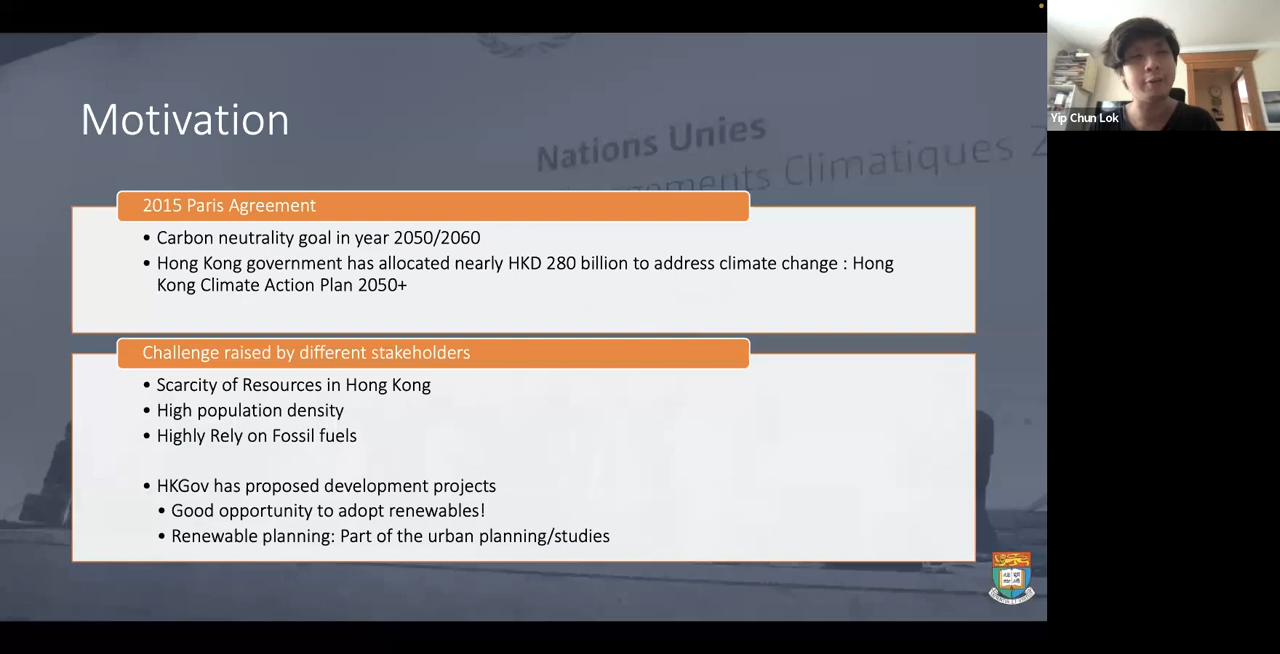 Motivation
Nations Unies
Climatiques
2015 Paris Agreement
• Carbon neutrality goal in year 2050/2060
• Hong Kong government has allocated nearly HKD 280 billion to address climate change : Hong
Kong Climate Action Plan 2050+
Challenge raised by different stakeholders
• Scarcity of Resources in Hong Kong
• High population density
• Highly Rely on Fossil fuels
• HKGov has proposed development projects
• Good opportunity to adopt renewables!
• Renewable planning: Part of the urban planning/studies
Yip Chun Lok